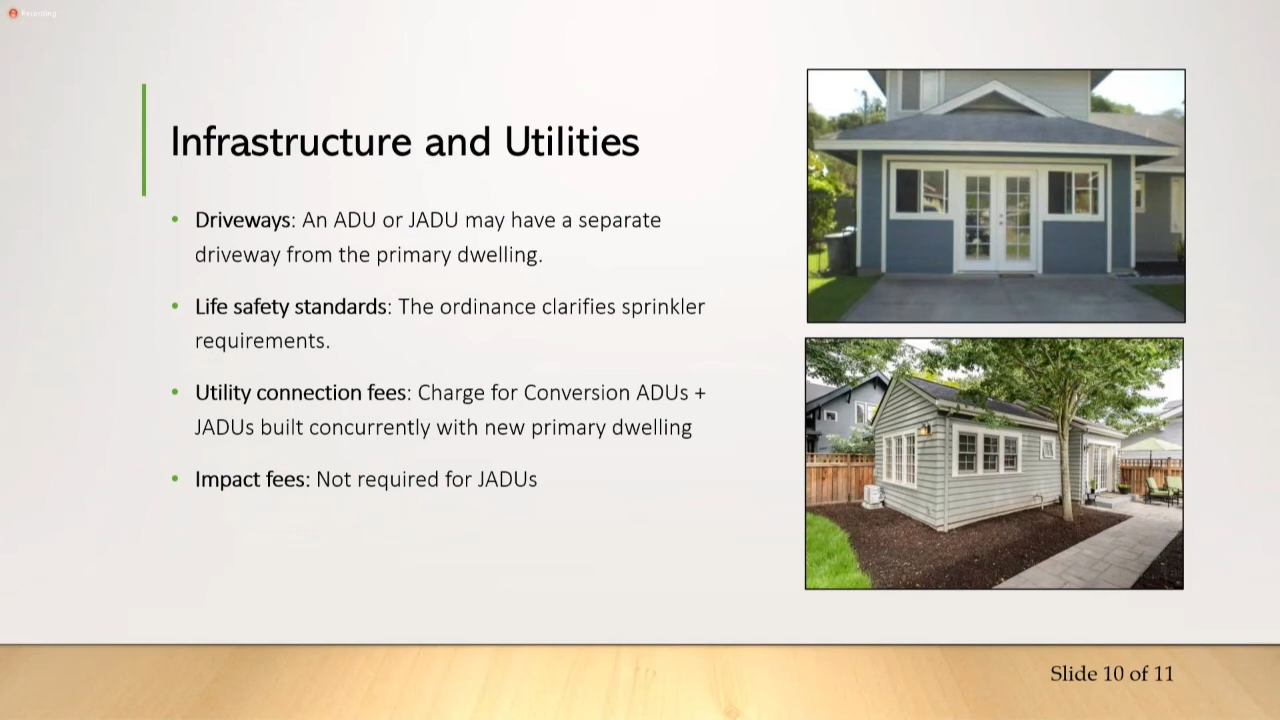 Recording
Infrastructure and Utilities
• Driveways: An ADU or JADU may have a separate
driveway from the primary dwelling.
• Life safety standards: The ordinance clarifies sprinkler
requirements.
• Utility connection fees: Charge for Conversion ADUs +
JADUs built concurrently with new primary dwelling
• Impact fees: Not required for JADUs
Slide 10 of 11